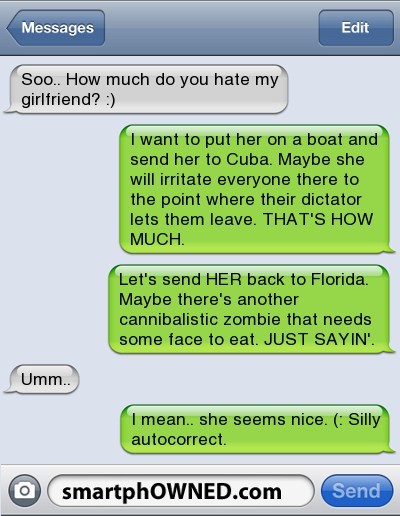 Messages
Edit
Soo.. How much do you hate my
girlfriend? :)
I want to put her on a boat and
send her to Cuba. Maybe she
will irritate everyone there to
the point where their dictator
lets them leave. THAT'S HOW
MUCH.
Let's send HER back to Florida.
Maybe there's another
cannibalistic zombie that needs
some face to eat. JUST SAYIN'.
Umm..
I mean.. she seems nice. (: Silly
autocorrect.
smartphOWNED.com
Send